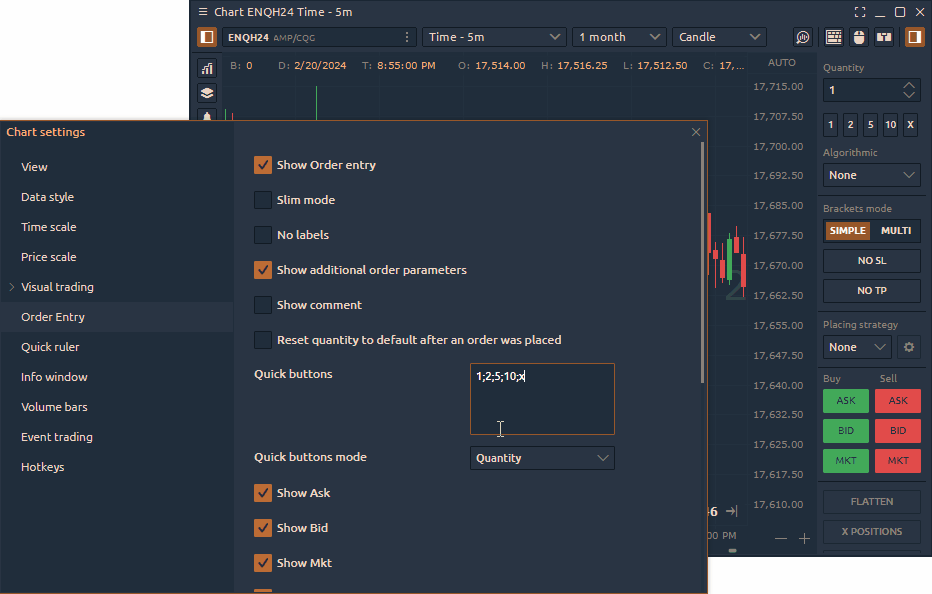 Chart ENQH24 Time - 5m
ENQH24 AMP/CQG
Time - 5m
1 month
Candle
B: 0 D: 2/20/2024 T: 8:55:00 PM O: 17,514.00 H: 17,516.25 L: 17,512.50 C: 17,...
AUTO
17,715.00
17,707.50
17,700.00
17,692.50
17,685.00
17,677.50
17,670.00
17,662.50
17,655.00
17,647.50
17,640.00
17,632.50
17,625.00
17,617.50
17,610.00
Quantity
1
1 2 5 10 X
Algorithmic
None
Brackets mode
SIMPLE MULTI
NO SL
NO TP
Placing strategy
None
Buy Sell
ASK ASK
BID BID
MKT MKT
FLATTEN
X POSITIONS
Chart settings
View
Data style
Time scale
Price scale
Visual trading
Order Entry
Quick ruler
Info window
Volume bars
Event trading
Hotkeys
Show Order entry
Slim mode
No labels
Show additional order parameters
Show comment
Reset quantity to default after an order was placed
Quick buttons
1;2;5;10;x
Quick buttons mode
Quantity
Show Ask
Show Bid
Show Mkt